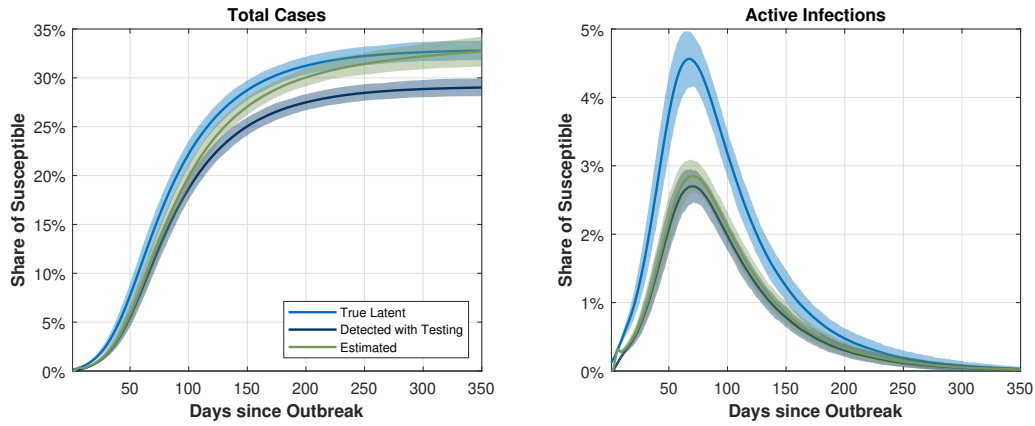 Total Cases
35%
30%
25%
20%
15%
10%
5%
0%
50 100 150 200 250 300 350
Share of Susceptible
Days since Outbreak
True Latent
Detected with Testing
Estimated
Active Infections
5%
4%
3%
2%
1%
0%
50 100 150 200 250 300 350
Share of Susceptible
Days since Outbreak